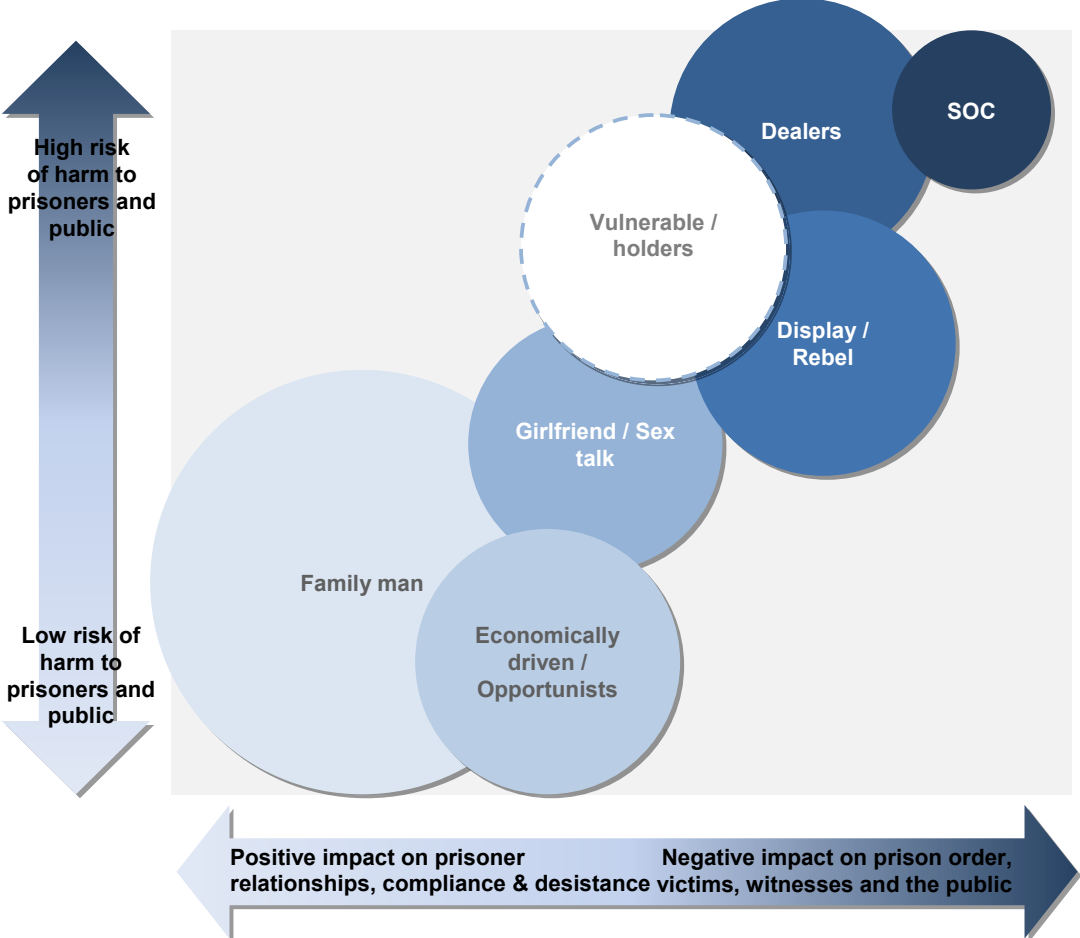 SOC
Dealers
High risk
of harm to
prisoners and
public
Vulnerable /
holders
Display /
Rebel
Girlfriend / Sex
talk
Family man
Economically
driven /
Opportunists
Low risk of
harm to
prisoners and
public
Positive impact on prisoner
relationships, compliance & desistance
Negative impact on prison order,
victims, witnesses and the public